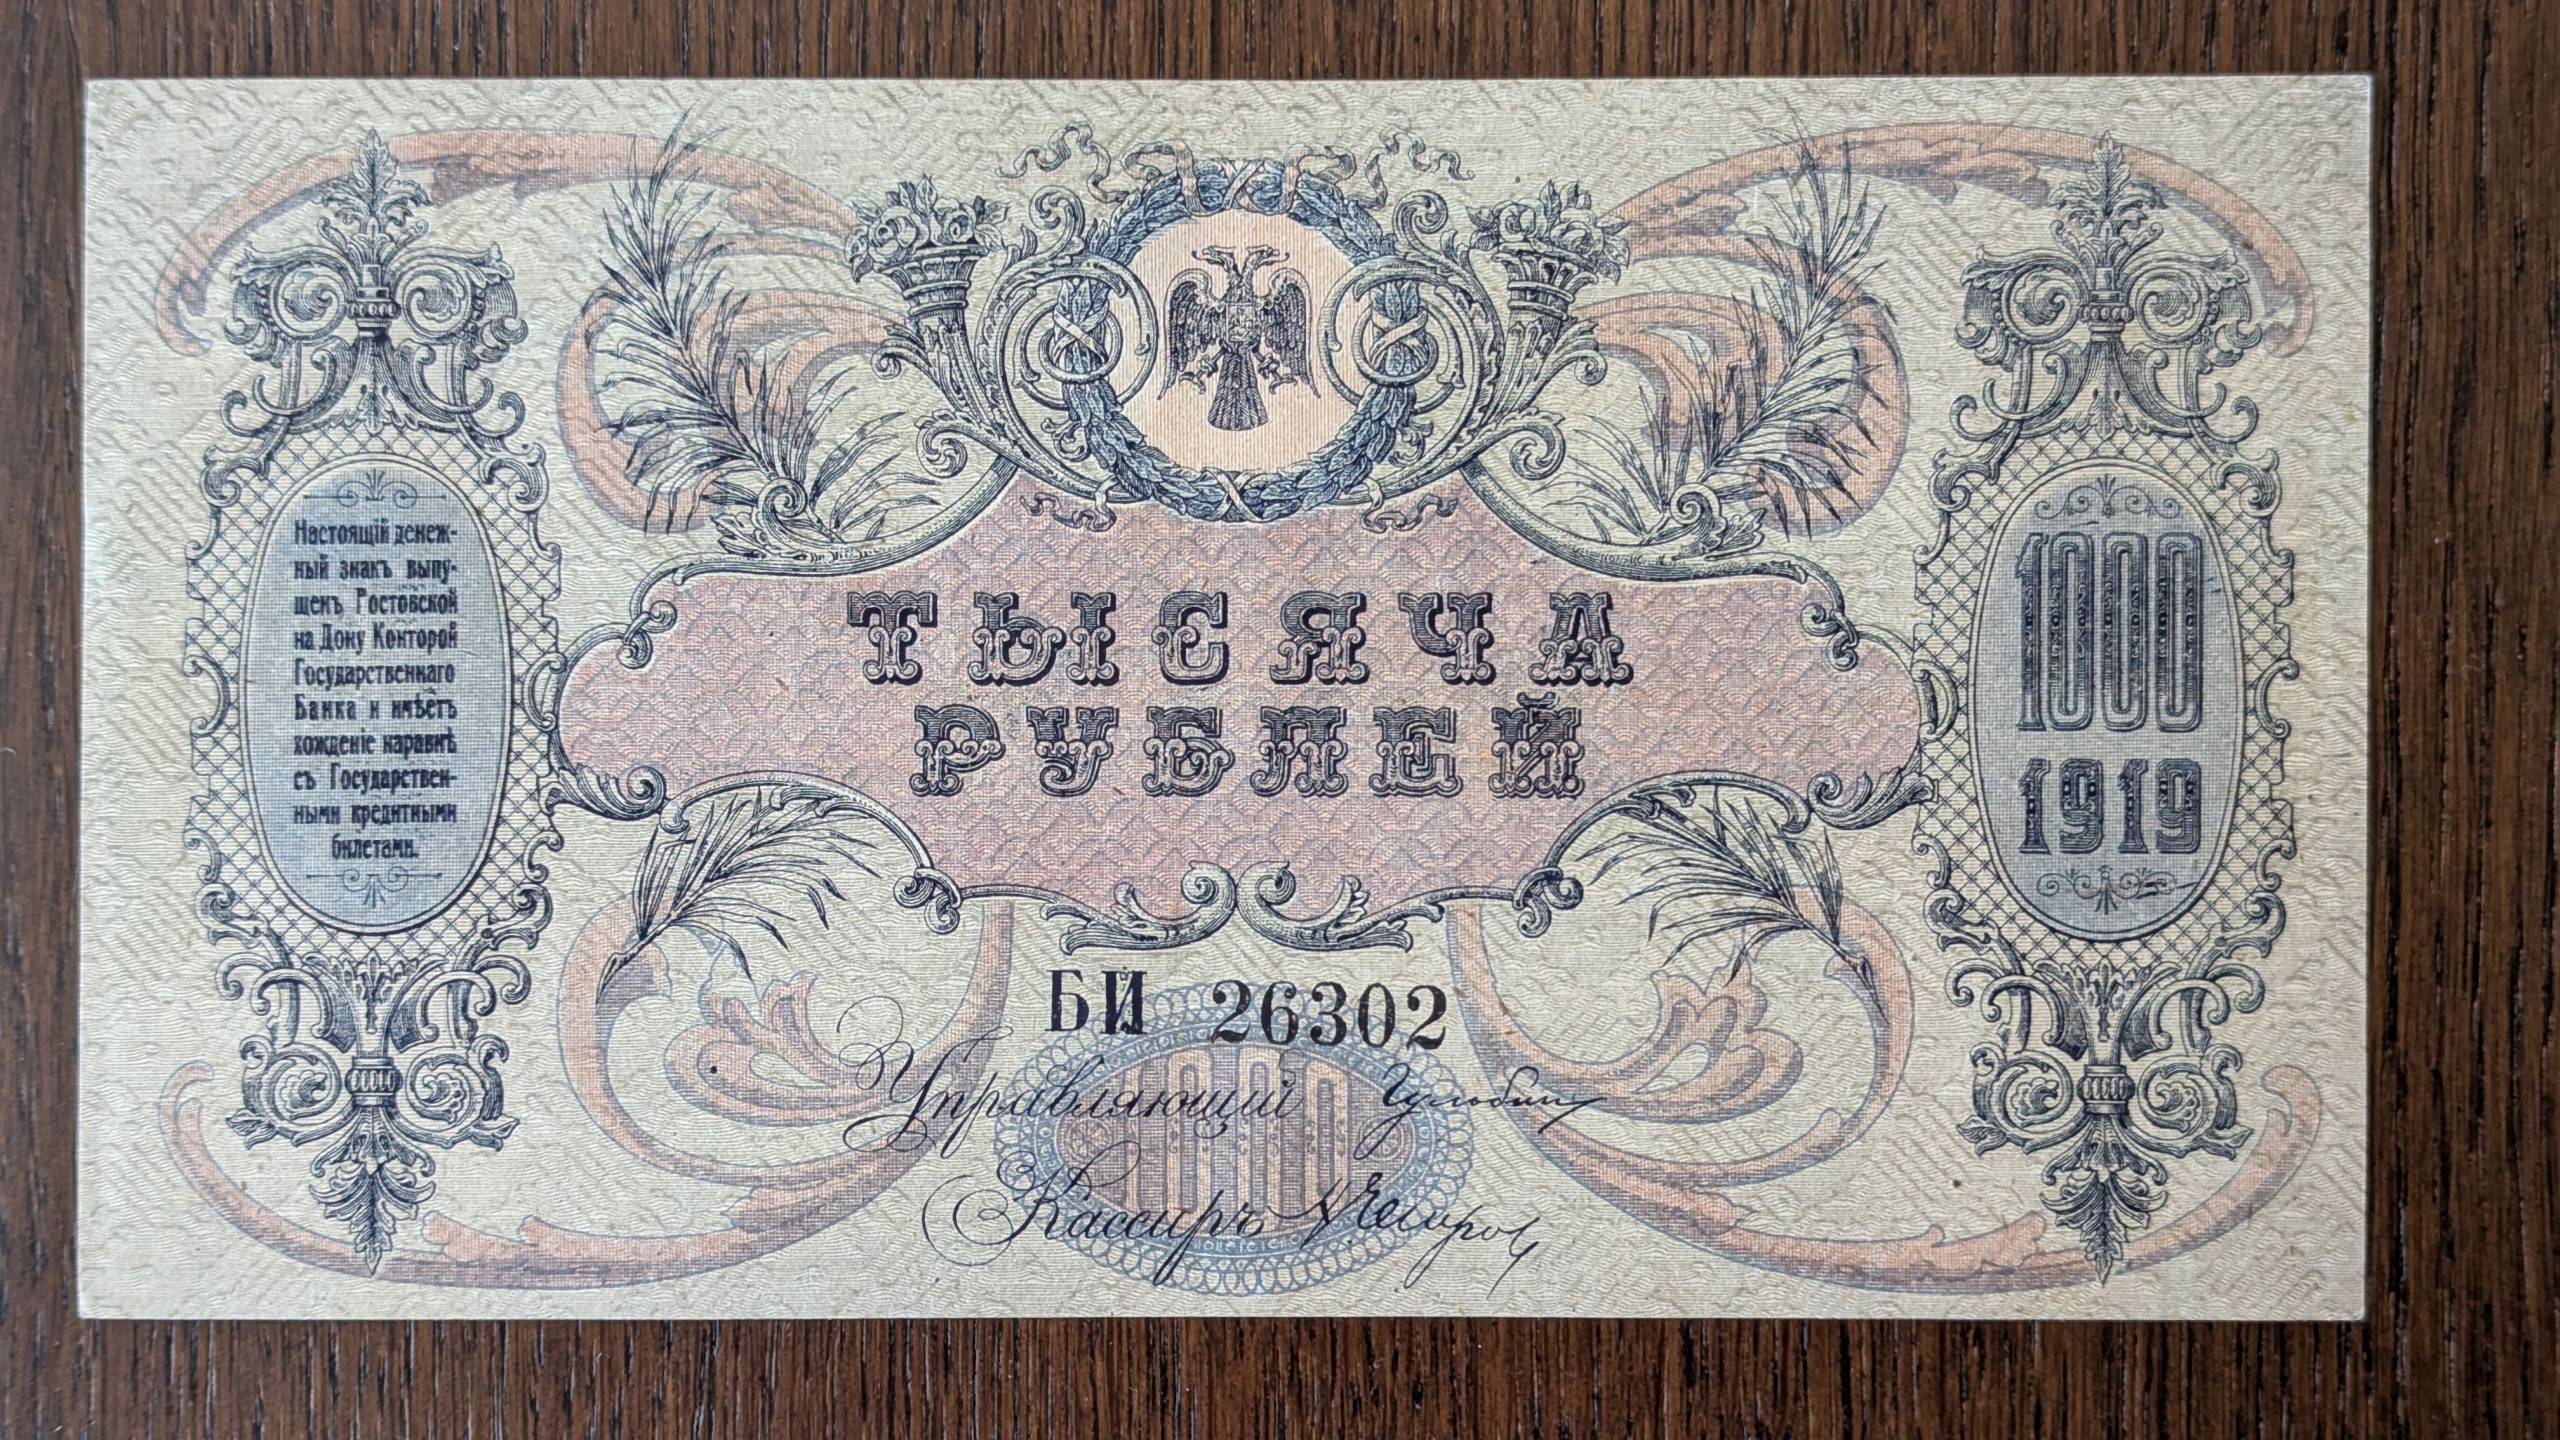 Настоящій денеж-
ный знакъ выпу-
щенъ Ростовской
на Дону Конторой
Государственнаго
Банка и имѣетъ
хожденіе наравнѣ
съ Государствен-
ными кредитными
билетами.
ТЫСЯЧА
РУБЛЕЙ
1000
1919
БИ 26302
1000
Управляющій
Кассиръ